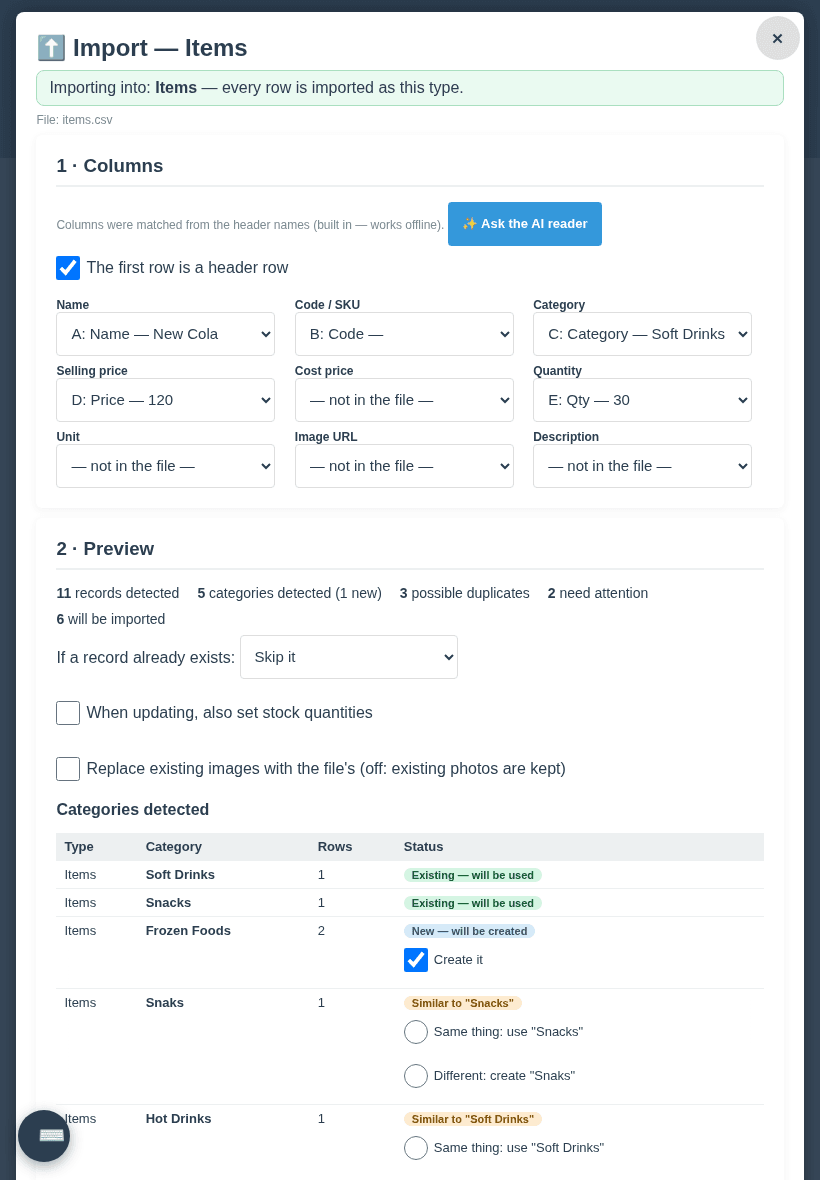 ⬆️ Import — Items
×
Importing into: Items — every row is imported as this type.
File: items.csv
1 · Columns
Columns were matched from the header names (built in — works offline). ✨ Ask the AI reader
The first row is a header row
Name Code / SKU Category
A: Name — New Cola B: Code — C: Category — Soft Drinks
Selling price Cost price Quantity
D: Price — 120 — not in the file — E: Qty — 30
Unit Image URL Description
— not in the file — — not in the file — — not in the file —
2 · Preview
11 records detected 5 categories detected (1 new) 3 possible duplicates 2 need attention
6 will be imported
If a record already exists: Skip it
When updating, also set stock quantities
Replace existing images with the file's (off: existing photos are kept)
Categories detected
Type Category Rows Status
Items Soft Drinks 1 Existing — will be used
Items Snacks 1 Existing — will be used
Items Frozen Foods 2 New — will be created
Create it
Items Snaks 1 Similar to "Snacks"
Same thing: use "Snacks"
Different: create "Snaks"
Items Hot Drinks 1 Similar to "Soft Drinks"
Same thing: use "Soft Drinks"